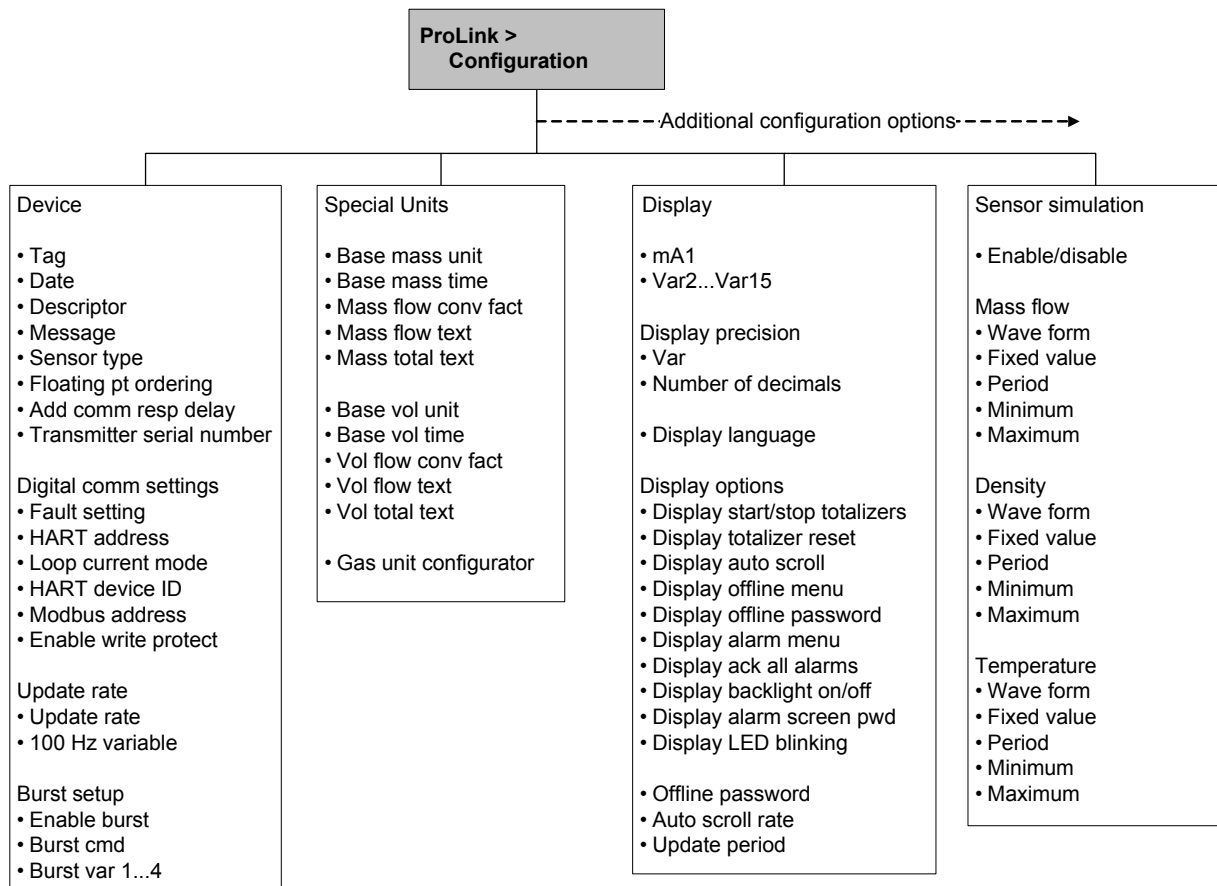 ProLink >
Configuration
Additional configuration options
Device
• Tag
• Date
• Descriptor
• Message
• Sensor type
• Floating pt ordering
• Add comm resp delay
• Transmitter serial number
Digital comm settings
• Fault setting
• HART address
• Loop current mode
• HART device ID
• Modbus address
• Enable write protect
Update rate
• Update rate
• 100 Hz variable
Burst setup
• Enable burst
• Burst cmd
• Burst var 1...4
Special Units
• Base mass unit
• Base mass time
• Mass flow conv fact
• Mass flow text
• Mass total text
• Base vol unit
• Base vol time
• Vol flow conv fact
• Vol flow text
• Vol total text
• Gas unit configurator
Display
• mA1
• Var2...Var15
Display precision
• Var
• Number of decimals
• Display language
Display options
• Display start/stop totalizers
• Display totalizer reset
• Display auto scroll
• Display offline menu
• Display offline password
• Display alarm menu
• Display ack all alarms
• Display backlight on/off
• Display alarm screen pwd
• Display LED blinking
• Offline password
• Auto scroll rate
• Update period
Sensor simulation
• Enable/disable
Mass flow
• Wave form
• Fixed value
• Period
• Minimum
• Maximum
Density
• Wave form
• Fixed value
• Period
• Minimum
• Maximum
Temperature
• Wave form
• Fixed value
• Period
• Minimum
• Maximum